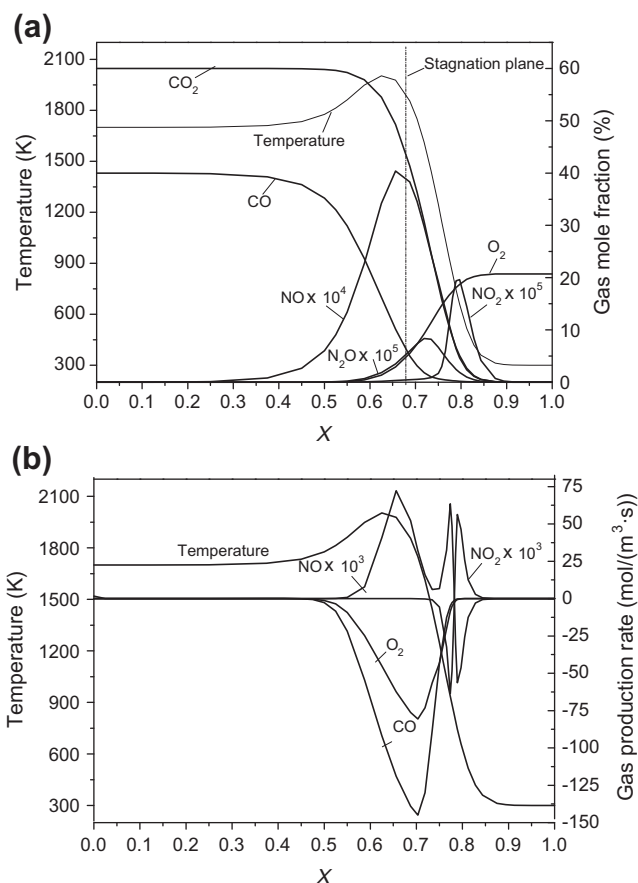 (a)
2100
1800
1500
1200
900
600
300
Temperature (K)
CO2
Temperature
CO
NO x 10^4
N2O x 10^5
Stagnation plane
O2
NO2 x 10^5
60
50
40
30
20
10
0
Gas mole fraction (%)
0.0 0.1 0.2 0.3 0.4 0.5 0.6 0.7 0.8 0.9 1.0
X
(b)
2100
1800
1500
1200
900
600
300
Temperature (K)
Temperature
NO x 10^3
NO2 x 10^3
O2
CO
75
50
25
0
-25
-50
-75
-100
-125
-150
Gas production rate (mol/(m^3·s))
0.0 0.1 0.2 0.3 0.4 0.5 0.6 0.7 0.8 0.9 1.0
X